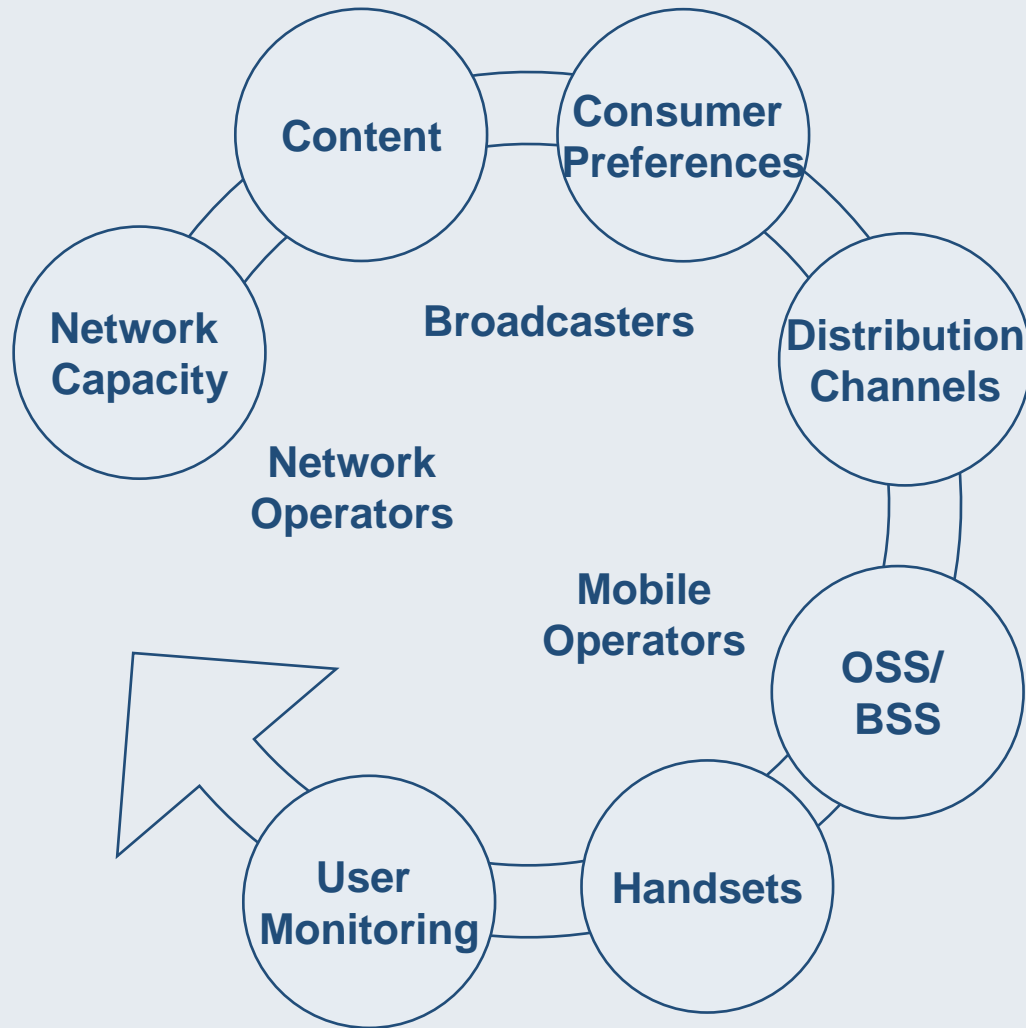 Content
Consumer
Preferences
Network
Capacity
Broadcasters
Distribution
Channels
Network
Operators
Mobile
Operators
OSS/
BSS
User
Monitoring
Handsets